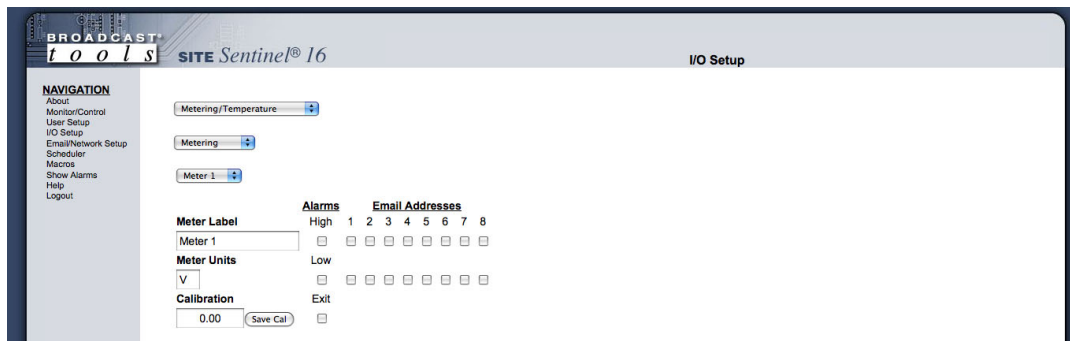 BROADCAST®
tools SITE Sentinel® 16
I/O Setup
NAVIGATION
About
Monitor/Control
User Setup
I/O Setup
Email/Network Setup
Scheduler
Macros
Show Alarms
Help
Logout
Metering/Temperature
Metering
Meter 1
Alarms Email Addresses
Meter Label High 1 2 3 4 5 6 7 8
Meter 1
Meter Units Low
V
Calibration Exit
0.00 Save Cal